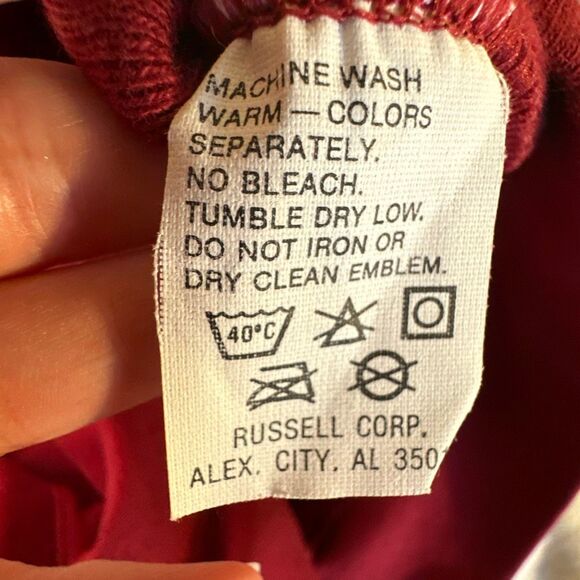 MACHINE WASH
WARM — COLORS
SEPARATELY.
NO BLEACH.
TUMBLE DRY LOW.
DO NOT IRON OR
DRY CLEAN EMBLEM.
40°C
RUSSELL CORP.
ALEX. CITY, AL 350